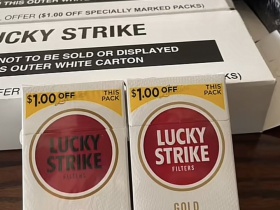 THIS OUTER WHITE CARTON
OFFER ($1.00 OFF SPECIALLY MARKED PACKS)
LUCKY STRIKE
NOT TO BE SOLD OR DISPLAYED
OUTER WHITE CARTON
PACKS)
$1.00 OFF THIS PACK
LUCKY
STRIKE
FILTERS
$1.00 OFF THIS PACK
LUCKY
STRIKE
FILTERS
GOLD